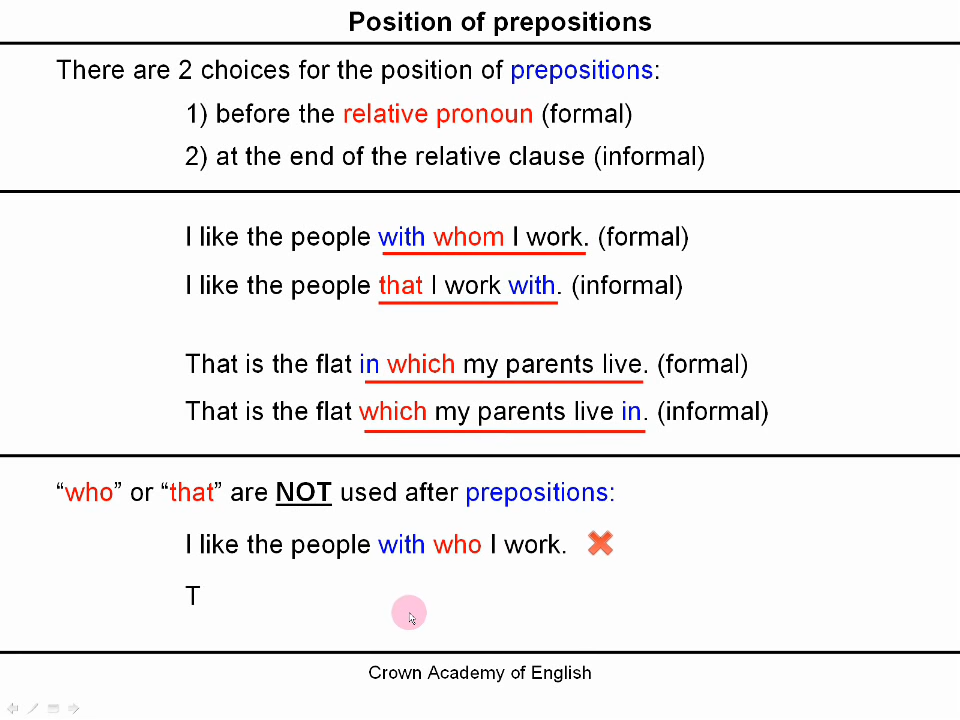 Position of prepositions
There are 2 choices for the position of prepositions:
1) before the relative pronoun (formal)
2) at the end of the relative clause (informal)
I like the people with whom I work. (formal)
I like the people that I work with. (informal)
That is the flat in which my parents live. (formal)
That is the flat which my parents live in. (informal)
“who” or “that” are NOT used after prepositions:
I like the people with who I work.
T
Crown Academy of English